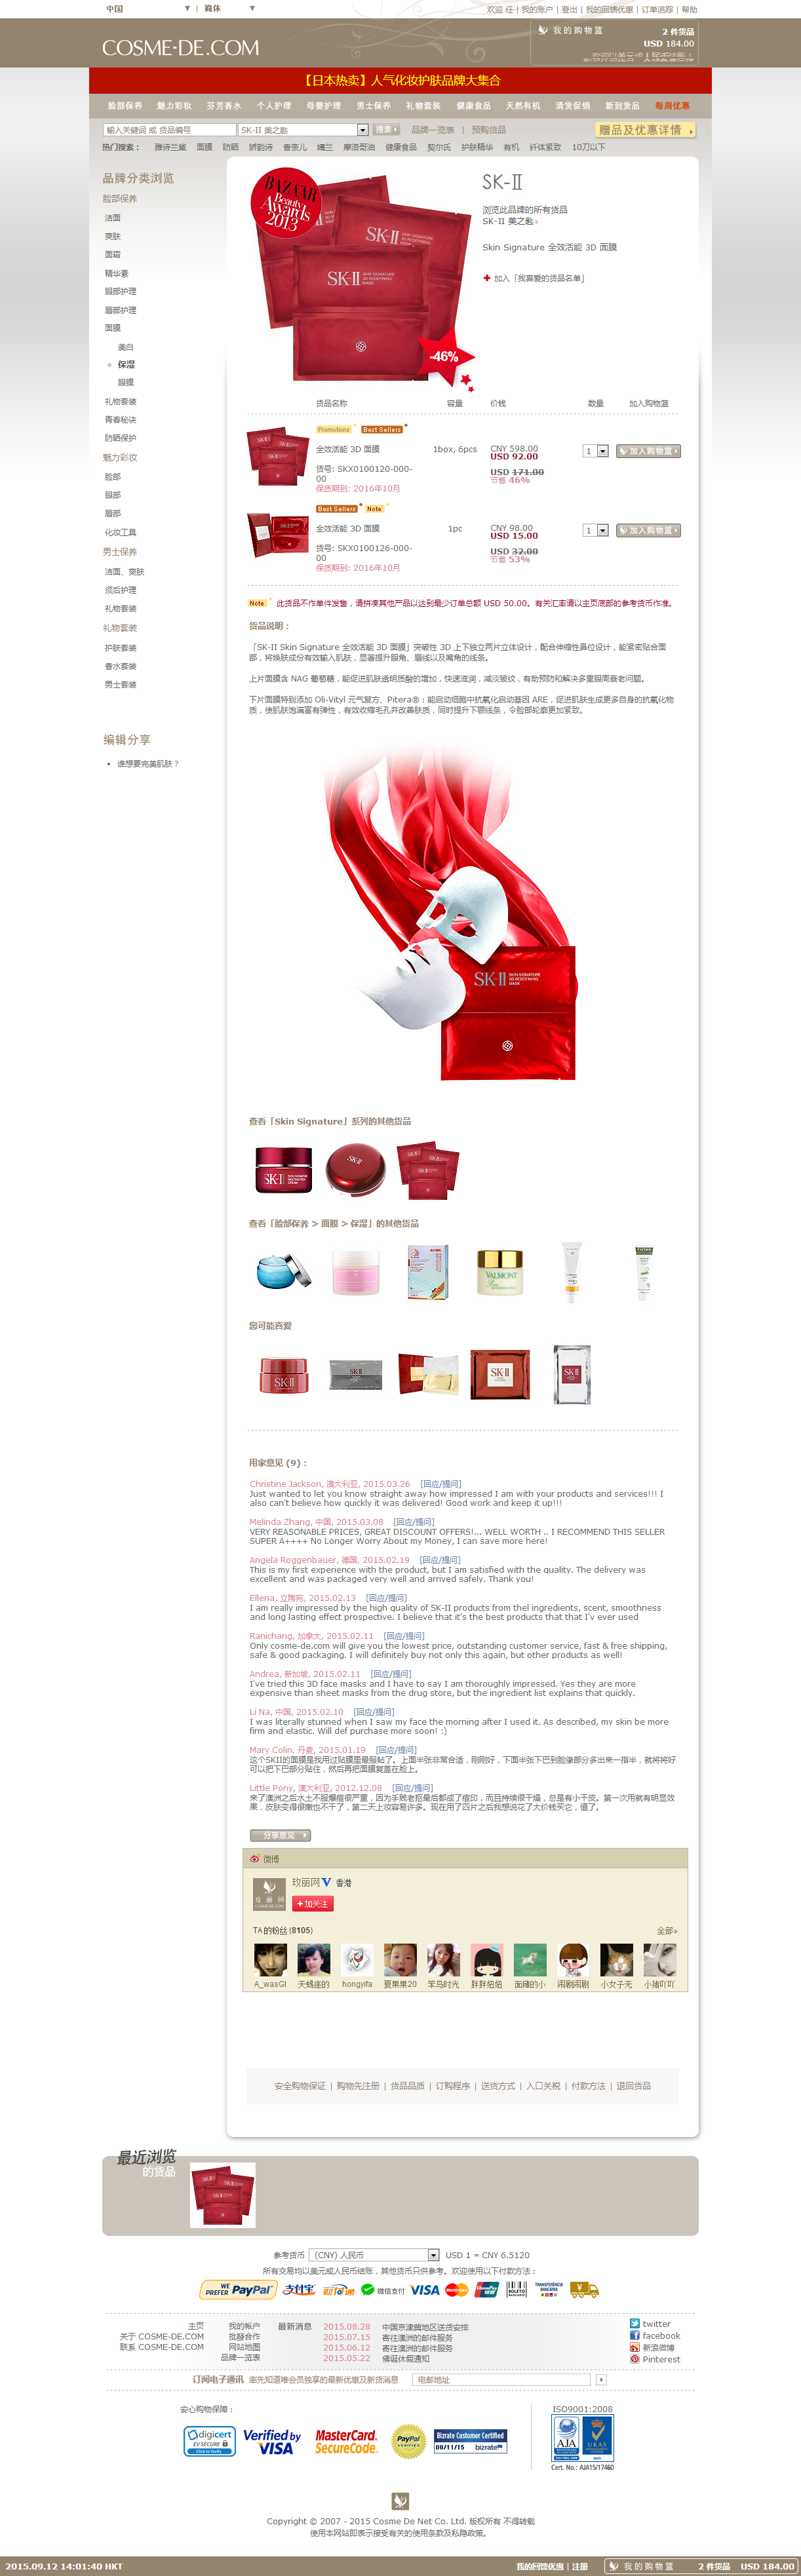 中国 ▼ | 简体 ▼
欢迎 任 | 我的账户 | 登出 | 我的回馈优惠 | 订单追踪 | 帮助
COSME-DE.COM
我的购物篮 2 件货品
USD 184.00
【日本热卖】人气化妆护肤品牌大集合
脸部保养 魅力彩妆 芬芳香水 个人护理 母婴护理 男士保养 礼物套装 健康食品 天然有机 清货促销 新到货品 每周优惠
输入关键词 或 货品编号 SK-II 美之匙 搜索 品牌一览表 | 预购货品 赠品及优惠详情
热门搜索： 雅诗兰黛 面膜 防晒 娇韵诗 香奈儿 碼兰 摩洛哥油 健康食品 契尔氏 护肤精华 有机 纤体紧致 10刀以下
品牌分类浏览
脸部保养
洁面
爽肤
面霜
精华素
眼部护理
唇部护理
面膜
美白
保湿
眼膜
礼物套装
青春秘诀
防晒保护
魅力彩妆
脸部
眼部
唇部
化妆工具
男士保养
洁面、爽肤
须后护理
礼物套装
礼物套装
护肤套装
香水套装
男士套装
编辑分享
谁想要完美肌肤？
BAZAAR
Beauty
Awards
2013
SK-II SKIN SIGNATURE 3D REDEFINING MASK
-46%
SK-II
浏览此品牌的所有货品
SK-II 美之匙
Skin Signature 全效活能 3D 面膜
加入「我喜爱的货品名单」
货品名称 容量 价钱 数量 加入购物篮
Promotions Best Sellers
全效活能 3D 面膜 1box, 6pcs CNY 598.00
USD 92.00 1 加入购物篮
货号: SKX0100120-000-
00
保质期到: 2016年10月
USD 171.00
节省 46%
Best Sellers Note
全效活能 3D 面膜 1pc CNY 98.00
USD 15.00 1 加入购物篮
货号: SKX0100126-000-
00
保质期到: 2016年10月
USD 32.00
节省 53%
Note 此货品不作单件发售，请拼凑其他产品以达到最少订单总额 USD 50.00。有关汇率请以主页底部的参考货币作准。
货品说明：
「SK-II Skin Signature 全效活能 3D 面膜」突破性 3D 上下独立两片立体设计，配合伸缩性鼻位设计，能紧密贴合面
部，将焕肤成份有效输入肌肤，显著提升眼角、唇线以及嘴角的线条。
上片面膜含 NAG 葡萄糖，能促进肌肤透明质酸的增加，快速滋润，减淡皱纹，有助预防和解决多重眼周衰老问题。
下片面膜特别添加 Oli-Vityl 元气复方、Pitera®：能启动细胞中抗氧化启动基因 ARE，促进肌肤生成更多自身的抗氧化物
质，使肌肤饱满富有弹性，有效收缩毛孔并改善肤质，同时提升下颚线条，令脸部轮廓更加紧致。
SK-II SKIN SIGNATURE 3D REDEFINING MASK
查看「Skin Signature」系列的其他货品
查看「脸部保养 > 面膜 > 保湿」的其他货品
VALMONT
您可能喜爱
用家意见 (9)：
Christine Jackson, 澳大利亚, 2015.03.26 [回应/提问]
Just wanted to let you know straight away how impressed I am with your products and services!!! I
also can't believe how quickly it was delivered! Good work and keep it up!!!
Melinda Zhang, 中国, 2015.03.08 [回应/提问]
VERY REASONABLE PRICES, GREAT DISCOUNT OFFERS!... WELL WORTH .. I RECOMMEND THIS SELLER
SUPER A++++ No Longer Worry About my Money, I can save more here!
Angela Roggenbauer, 德国, 2015.02.19 [回应/提问]
This is my first experience with the product, but I am satisfied with the quality. The delivery was
excellent and was packaged very well and arrived safely. Thank you!
Ellena, 立陶宛, 2015.02.13 [回应/提问]
I am really impressed by the high quality of SK-II products from thel ingredients, scent, smoothness
and long lasting effect prospective. I believe that it's the best products that that I'v ever used
Ranichang, 加拿大, 2015.02.11 [回应/提问]
Only cosme-de.com will give you the lowest price, outstanding customer service, fast & free shipping,
safe & good packaging. I will definitely buy not only this again, but other products as well!
Andrea, 新加坡, 2015.02.11 [回应/提问]
I've tried this 3D face masks and I have to say I am thoroughly impressed. Yes they are more
expensive than sheet masks from the drug store, but the ingredient list explains that quickly.
Li Na, 中国, 2015.02.10 [回应/提问]
I was literally stunned when I saw my face the morning after I used it. As described, my skin be more
firm and elastic. Will def purchase more soon! :)
Mary Colin, 丹麦, 2015.01.19 [回应/提问]
这个SKII的面膜是我用过贴膜里最服帖了。上面半张非常合适，刚刚好，下面半张下巴到脸濠部分多出来一指半，就将将好
可以把下巴部分贴住，然后再把面膜复盖在脸上。
Little Pony, 澳大利亚, 2012.12.08 [回应/提问]
来了澳洲之后水土不服爆痘很严重，因为手贱老抠最后都成了痘印，而且持续很干燥，总是有小干皮。第一次用就有明显效
果，皮肤变得很嫩也不干了，第二天上妆容易许多。现在用了四片之后我想说花了大价钱买它，值了。
分享意见
微博
玫丽网 香港
+加关注
TA的粉丝(8105) 全部»
A_wasGI 天蝎座的 hongyifa 夏果果20 笨鸟时光 胖胖妞妞 面碰的小 闹剧闹剧 小女子无 小猪吖吖
安全购物保证 | 购物先注册 | 货品品质 | 订购程序 | 送货方式 | 入口关税 | 付款方法 | 退回货品
最近浏览
的货品
参考货币 (CNY) 人民币 USD 1 = CNY 6.5120
所有交易均以美元或人民币结账，其他货币只供参考。欢迎使用以下付款方法：
WE PREFER PayPal 支付宝 财付通 微信支付 VISA MasterCard UnionPay BOLETO TRANSFERENCIA BANCARIA
主页 我的帐户 最新消息 2015.08.28 中国京津冀地区送货安排 twitter
关于 COSME-DE.COM 批發合作 2015.07.15 寄往澳洲的邮件服务 facebook
联系 COSME-DE.COM 网站地图 2015.06.12 寄往澳洲的邮件服务 新浪微博
品牌一览表 2015.05.22 佛诞休假通知 Pinterest
订阅电子通讯 率先知道唯会员独享的最新优惠及新货消息 电邮地址
安心购物保障： ISO9001:2008
digicert EV SECURE Click to Verify Verified by VISA MasterCard SecureCode. PayPal VERIFIED Bizrate Customer Certified 09/11/15 bizrate AJA UKAS
Cert. No.: AJA15/17460
Copyright © 2007 - 2015 Cosme De Net Co. Ltd. 版权所有 不得转载
使用本网站即表示接受有关的使用条款及私隐政策。
2015.09.12 14:01:40 HKT 我的回馈优惠 | 注册 我的购物篮 2 件货品 USD 184.00